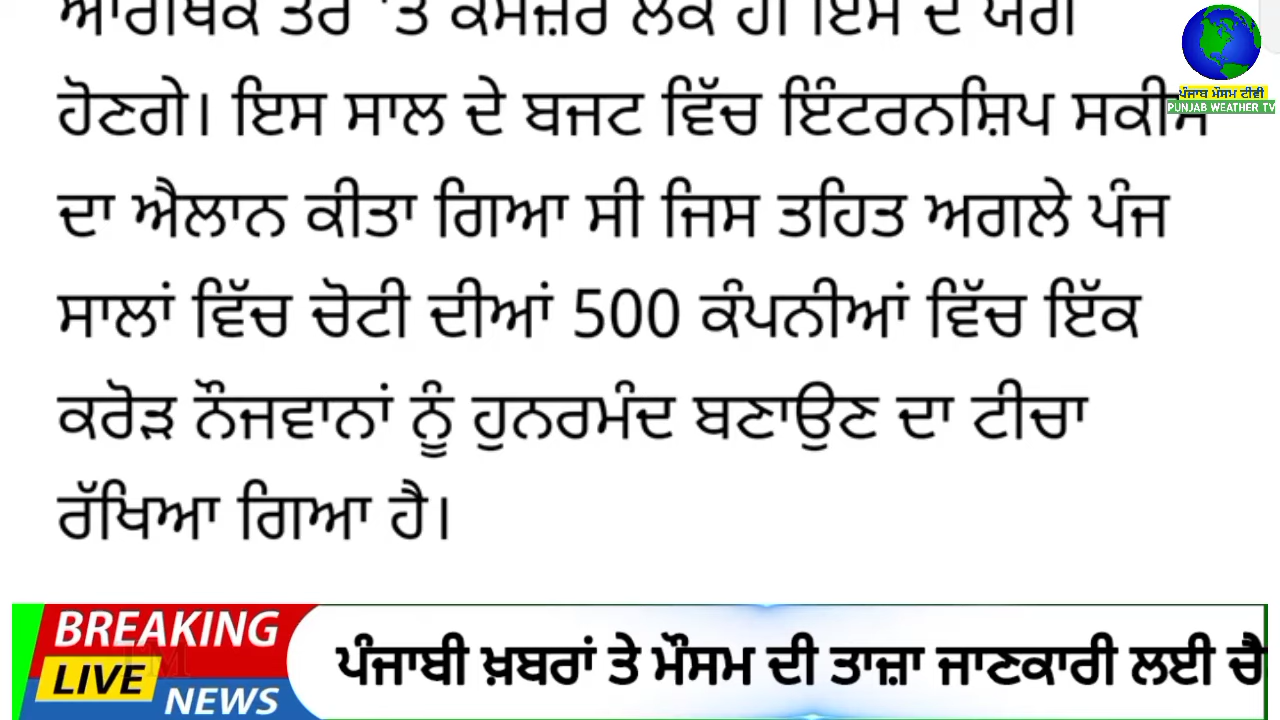 ਹੋਣਗੇ। ਇਸ ਸਾਲ ਦੇ ਬਜਟ ਵਿੱਚ ਇੰਟਰਨਸ਼ਿਪ ਸਕੀਮ
ਦਾ ਐਲਾਨ ਕੀਤਾ ਗਿਆ ਸੀ ਜਿਸ ਤਹਿਤ ਅਗਲੇ ਪੰਜ
ਸਾਲਾਂ ਵਿੱਚ ਚੋਟੀ ਦੀਆਂ 500 ਕੰਪਨੀਆਂ ਵਿੱਚ ਇੱਕ
ਕਰੋੜ ਨੌਜਵਾਨਾਂ ਨੂੰ ਹੁਨਰਮੰਦ ਬਣਾਉਣ ਦਾ ਟੀਚਾ
ਰੱਖਿਆ ਗਿਆ ਹੈ।
ਪੰਜਾਬ ਮੌਸਮ ਟੀਵੀ
PUNJAB WEATHER TV
BREAKING
LIVE
NEWS
ਪੰਜਾਬੀ ਖ਼ਬਰਾਂ ਤੇ ਮੌਸਮ ਦੀ ਤਾਜ਼ਾ ਜਾਣਕਾਰੀ ਲਈ